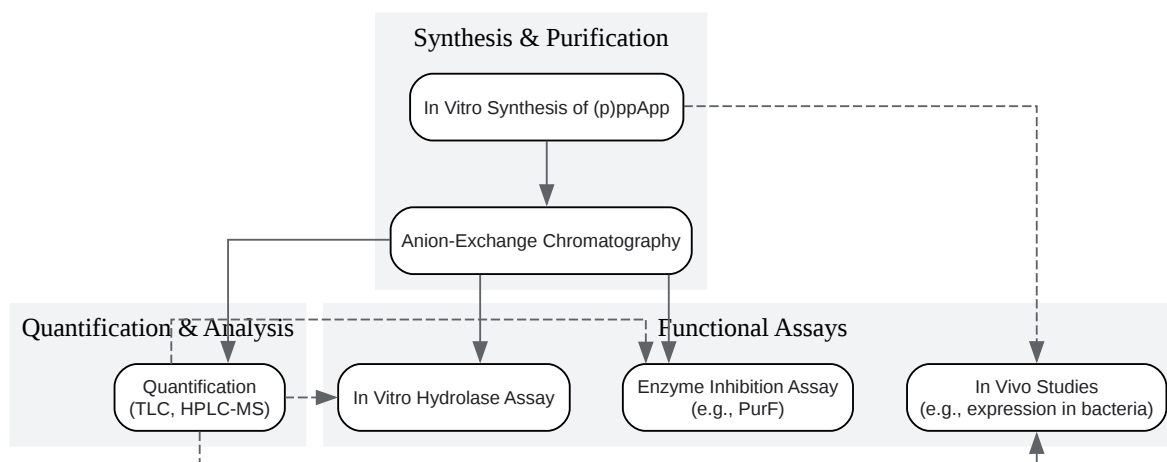 Synthesis & Purification
In Vitro Synthesis of (p)ppApp
Anion-Exchange Chromatography
Quantification & Analysis
Functional Assays
Quantification
(TLC, HPLC-MS)
In Vitro Hydrolase Assay
Enzyme Inhibition Assay
(e.g., PurF)
In Vivo Studies
(e.g., expression in bacteria)